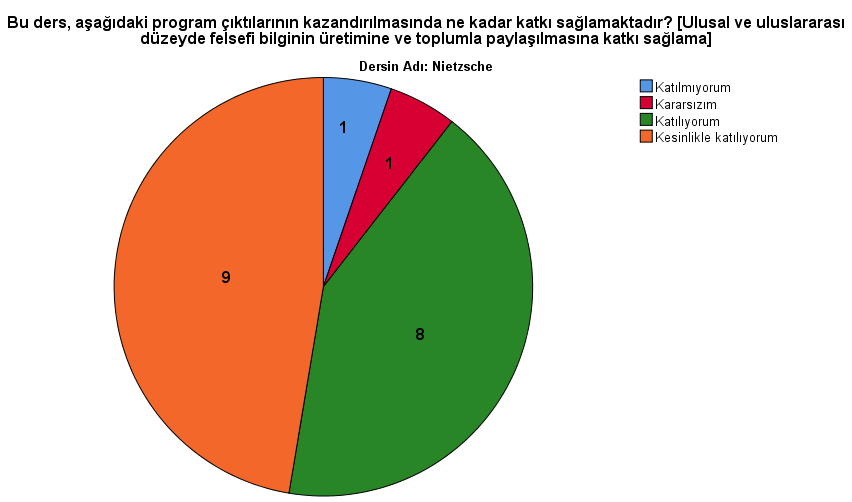 Bu ders, aşağıdaki program çıktılarının kazandırılmasında ne kadar katkı sağlamaktadır? [Ulusal ve uluslararası
düzeyde felsefi bilginin üretimine ve toplumla paylaşılmasına katkı sağlama]
Dersin Adı: Nietzsche
Katılmıyorum
Kararsızım
Katılıyorum
Kesinlikle katılıyorum
1
1
9
8